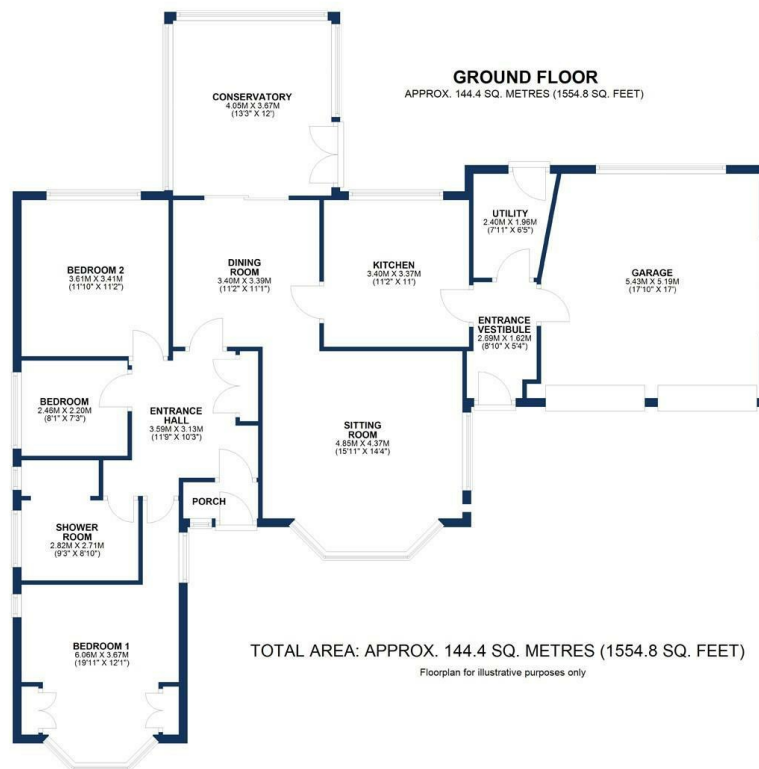 GROUND FLOOR
APPROX. 144.4 SQ. METRES (1554.8 SQ. FEET)
CONSERVATORY
4.05M X 3.67M
(13'3" X 12')
UTILITY
2.40M X 1.96M
(7'11" X 6'5")
BEDROOM 2
3.61M X 3.41M
(11'10" X 11'2")
DINING
ROOM
3.40M X 3.39M
(11'2" X 11'1")
KITCHEN
3.40M X 3.37M
(11'2" X 11')
GARAGE
5.43M X 5.19M
(17'10" X 17')
ENTRANCE
VESTIBULE
2.69M X 1.62M
(8'10" X 5'4")
BEDROOM
2.46M X 2.20M
(8'1" X 7'3")
ENTRANCE
HALL
3.59M X 3.13M
(11'9" X 10'3")
SITTING
ROOM
4.85M X 4.37M
(15'11" X 14'4")
PORCH
SHOWER
ROOM
2.82M X 2.71M
(9'3" X 8'10")
BEDROOM 1
6.06M X 3.67M
(19'11" X 12'1")
TOTAL AREA: APPROX. 144.4 SQ. METRES (1554.8 SQ. FEET)
Floorplan for illustrative purposes only